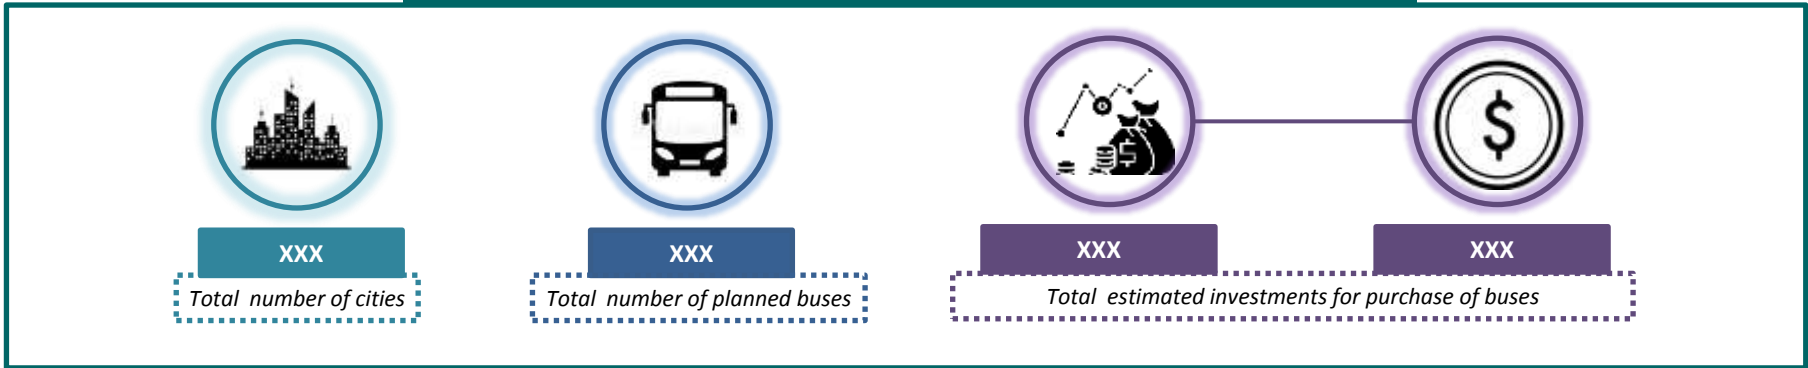 XXX
XXX
XXX
XXX
Total number of cities
Total number of planned buses
Total estimated investments for purchase of buses
$
$